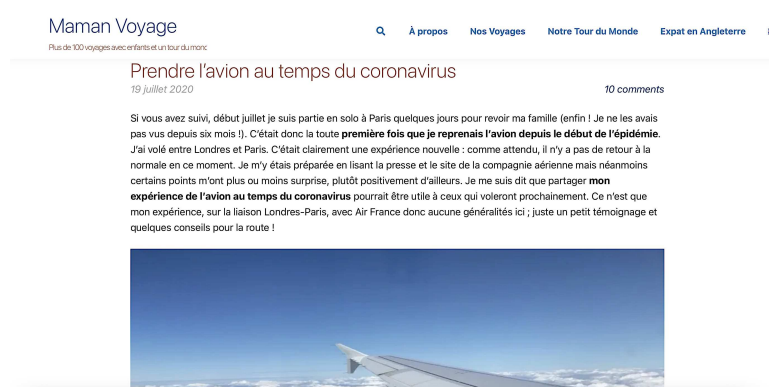 Maman Voyage
Plus de 100 voyages avec enfants et un tour du monde
À propos
Nos Voyages
Notre Tour du Monde
Expat en Angleterre
Prendre l'avion au temps du coronavirus
19 juillet 2020
10 comments
Si vous avez suivi, début juillet je suis partie en solo à Paris quelques jours pour revoir ma famille (enfin ! Je ne les avais
pas vus depuis six mois !). C'était donc la toute première fois que je reprenais l'avion depuis le début de l'épidémie.
J'ai volé entre Londres et Paris. C'était clairement une expérience nouvelle : comme attendu, il n'y a pas de retour à la
normale en ce moment. Je m'y étais préparée en lisant la presse et le site de la compagnie aérienne mais néanmoins
certains points m'ont plus ou moins surprise, plutôt positivement d'ailleurs. Je me suis dit que partager mon
expérience de l'avion au temps du coronavirus pourrait être utile à ceux qui voleront prochainement. Ce n'est que
mon expérience, sur la liaison Londres-Paris, avec Air France donc aucune généralités ici ; juste un petit témoignage et
quelques conseils pour la route !